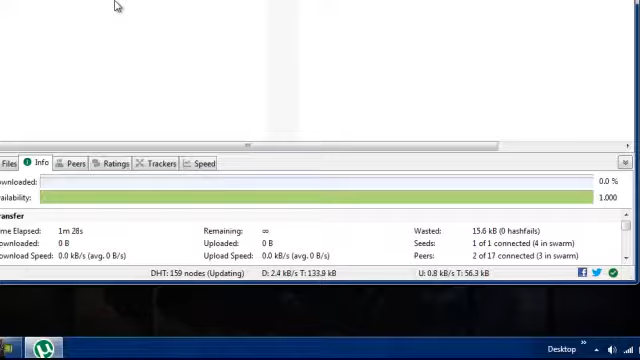 Files Info Peers Ratings Trackers Speed
ownloaded: 0.0 %
vailability: 1.000
ransfer
me Elapsed: 1m 28s Remaining: ∞ Wasted: 15.6 kB (0 hashfails)
ownloaded: 0 B Uploaded: 0 B Seeds: 1 of 1 connected (4 in swarm)
ownload Speed: 0.0 kB/s (avg. 0 B/s) Upload Speed: 0.0 kB/s (avg. 0 B/s) Peers: 2 of 17 connected (3 in swarm)
DHT: 159 nodes (Updating) D: 2.4 kB/s T: 133.9 kB U: 0.8 kB/s T: 56.3 kB
Desktop